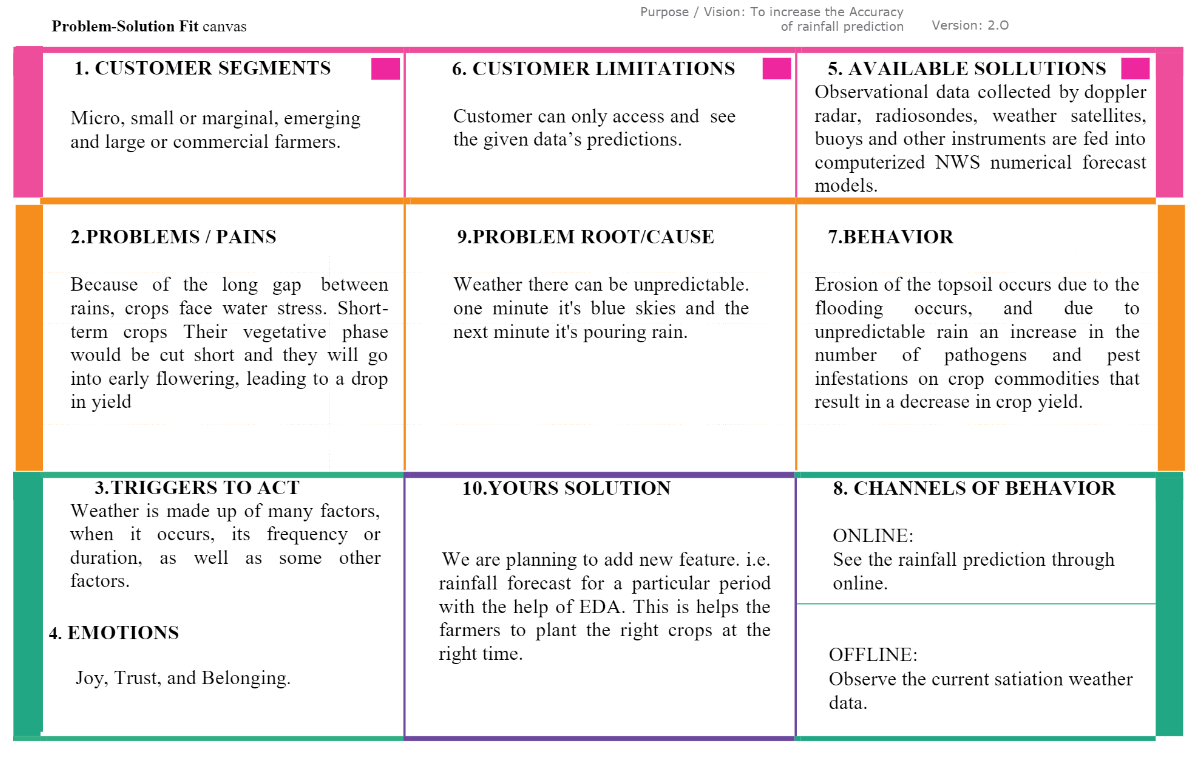 Problem-Solution Fit canvas
Purpose / Vision: To increase the Accuracy
of rainfall prediction
Version: 2.O
1. CUSTOMER SEGMENTS
Micro, small or marginal, emerging
and large or commercial farmers.
6. CUSTOMER LIMITATIONS
Customer can only access and see
the given data’s predictions.
5. AVAILABLE SOLLUTIONS
Observational data collected by doppler
radar, radiosondes, weather satellites,
buoys and other instruments are fed into
computerized NWS numerical forecast
models.
2.PROBLEMS / PAINS
Because of the long gap between
rains, crops face water stress. Short-
term crops Their vegetative phase
would be cut short and they will go
into early flowering, leading to a drop
in yield
9.PROBLEM ROOT/CAUSE
Weather there can be unpredictable.
one minute it's blue skies and the
next minute it's pouring rain.
7.BEHAVIOR
Erosion of the topsoil occurs due to the
flooding occurs, and due to
unpredictable rain an increase in the
number of pathogens and pest
infestations on crop commodities that
result in a decrease in crop yield.
3.TRIGGERS TO ACT
Weather is made up of many factors,
when it occurs, its frequency or
duration, as well as some other
factors.
4. EMOTIONS
Joy, Trust, and Belonging.
10.YOURS SOLUTION
We are planning to add new feature. i.e.
rainfall forecast for a particular period
with the help of EDA. This is helps the
farmers to plant the right crops at the
right time.
8. CHANNELS OF BEHAVIOR
ONLINE:
See the rainfall prediction through
online.
OFFLINE:
Observe the current satiation weather
data.